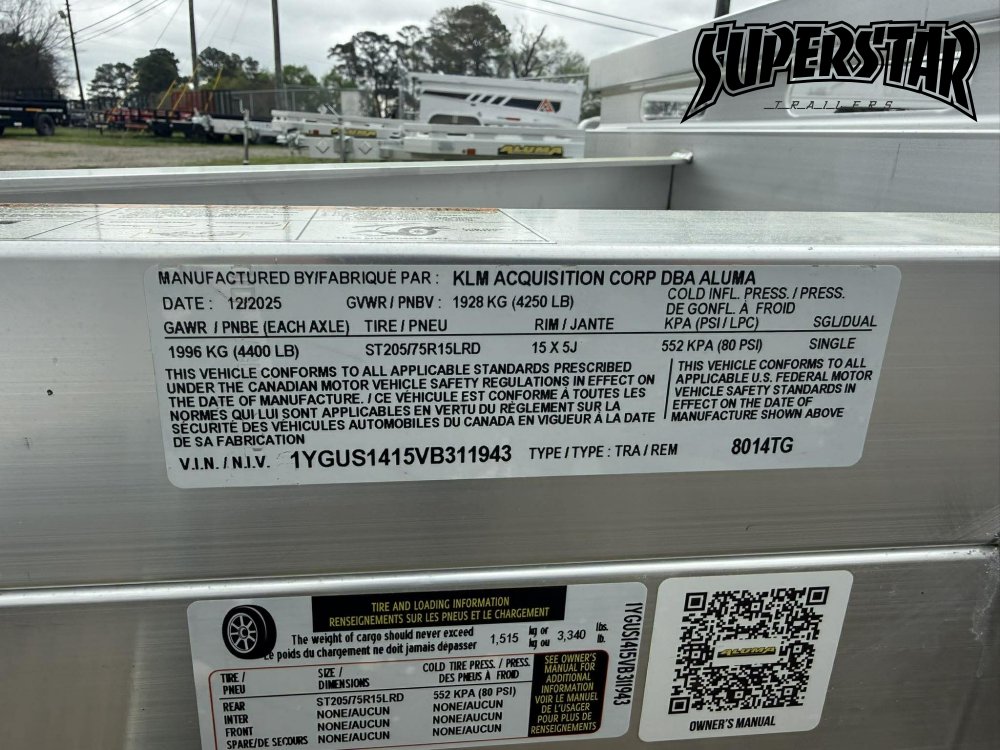 SUPERSTAR
TRAILERS
ALUMA
MANUFACTURED BY/FABRIQUÉ PAR : KLM ACQUISITION CORP DBA ALUMA
DATE : 12/2025 GVWR / PNBV : 1928 KG (4250 LB) COLD INFL. PRESS. / PRESS.
DE GONFL. À FROID
GAWR / PNBE (EACH AXLE) TIRE / PNEU RIM / JANTE KPA (PSI / LPC) SGL/DUAL
1996 KG (4400 LB) ST205/75R15LRD 15 X 5J 552 KPA (80 PSI) SINGLE
THIS VEHICLE CONFORMS TO ALL APPLICABLE STANDARDS PRESCRIBED
UNDER THE CANADIAN MOTOR VEHICLE SAFETY REGULATIONS IN EFFECT ON
THE DATE OF MANUFACTURE. / CE VÉHICULE EST CONFORME À TOUTES LES
NORMES QUI LUI SONT APPLICABLES EN VERTU DU RÉGLEMENT SUR LA
SÉCURITÉ DES VÉHICULES AUTOMOBILES DU CANADA EN VIGUEUR À LA DATE
DE SA FABRICATION
THIS VEHICLE CONFORMS TO ALL
APPLICABLE U.S. FEDERAL MOTOR
VEHICLE SAFETY STANDARDS IN
EFFECT ON THE DATE OF
MANUFACTURE SHOWN ABOVE
V.I.N. / N.I.V. 1YGUS1415VB311943 TYPE / TYPE : TRA / REM 8014TG
TIRE AND LOADING INFORMATION
RENSEIGNEMENTS SUR LES PNEUS ET LE CHARGEMENT
The weight of cargo should never exceed 1,515 kg or 3,340 lbs.
Le poids du chargement ne doit jamais dépasser kg ou lb.
TIRE / SIZE / COLD TIRE PRESS. / PRESS.
PNEU DIMENSIONS DES PNEUS À FROID
REAR ST205/75R15LRD 552 KPA (80 PSI)
INTER NONE/AUCUN NONE/AUCUN
FRONT NONE/AUCUN NONE/AUCUN
SPARE/DE SECOURS NONE/AUCUN NONE/AUCUN
SEE OWNER'S
MANUAL FOR
ADDITIONAL
INFORMATION
VOIR LE MANUEL
DE L'USAGER
POUR PLUS DE
RENSEIGNEMENTS
1YGUS1415VB311943
ALUMA
OWNER'S MANUAL